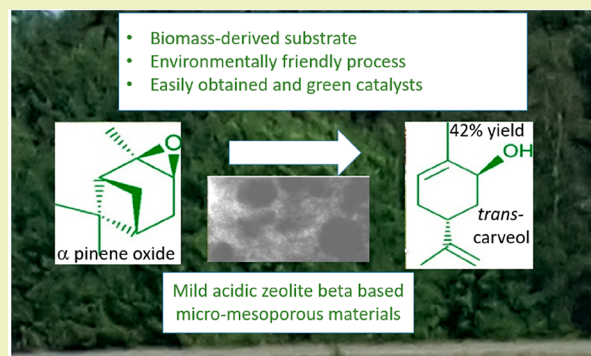 • Biomass-derived substrate
• Environmentally friendly process
• Easily obtained and green catalysts
O
α pinene oxide
42% yield
OH
trans-
carveol
Mild acidic zeolite beta based
micro-mesoporous materials